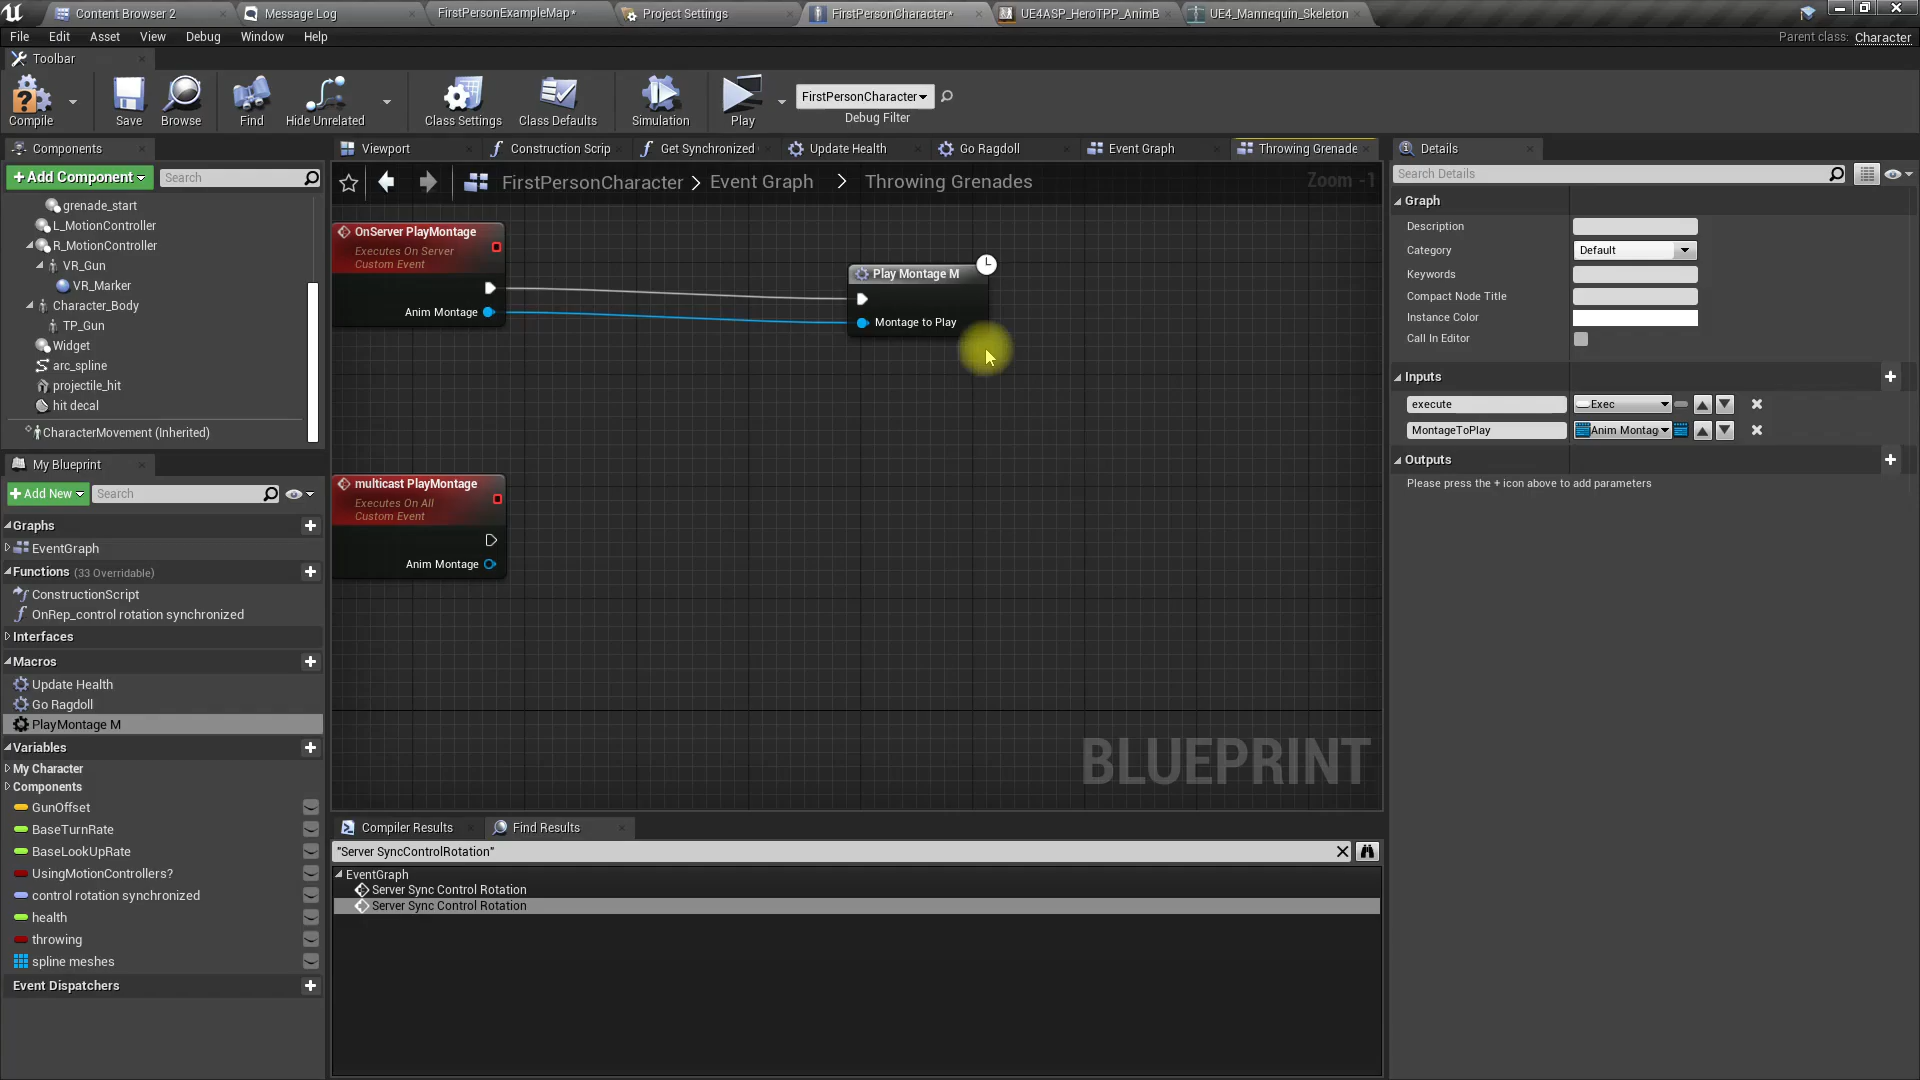 Content Browser 2
Message Log
FirstPersonExampleMap*
Project Settings
FirstPersonCharacter*
UE4ASP_HeroTPP_AnimB
UE4_Mannequin_Skeleton
File
Edit
Asset
View
Debug
Window
Help
Parent class:
Character
Toolbar
Compile
Save
Browse
Find
Hide Unrelated
Class Settings
Class Defaults
Simulation
Play
FirstPersonCharacter
Debug Filter
Components
+Add Component
Search
grenade_start
L_MotionController
R_MotionController
VR_Gun
VR_Marker
Character_Body
TP_Gun
Widget
arc_spline
projectile_hit
hit decal
CharacterMovement (Inherited)
My Blueprint
+Add New
Search
Graphs
EventGraph
Functions (33 Overridable)
ConstructionScript
OnRep_control rotation synchronized
Interfaces
Macros
Update Health
Go Ragdoll
PlayMontage M
Variables
My Character
Components
GunOffset
BaseTurnRate
BaseLookUpRate
UsingMotionControllers?
control rotation synchronized
health
throwing
spline meshes
Event Dispatchers
Viewport
Construction Scrip
Get Synchronized
Update Health
Go Ragdoll
Event Graph
Throwing Grenade
FirstPersonCharacter > Event Graph > Throwing Grenades
Zoom -1
OnServer PlayMontage
Executes On Server
Custom Event
Anim Montage
Play Montage M
Montage to Play
multicast PlayMontage
Executes On All
Custom Event
Anim Montage
BLUEPRINT
Compiler Results
Find Results
"Server SyncControlRotation"
EventGraph
Server Sync Control Rotation
Server Sync Control Rotation
Details
Search Details
Graph
Description
Category
Default
Keywords
Compact Node Title
Instance Color
Call In Editor
Inputs
execute
Exec
MontageToPlay
Anim Montag
Outputs
Please press the + icon above to add parameters